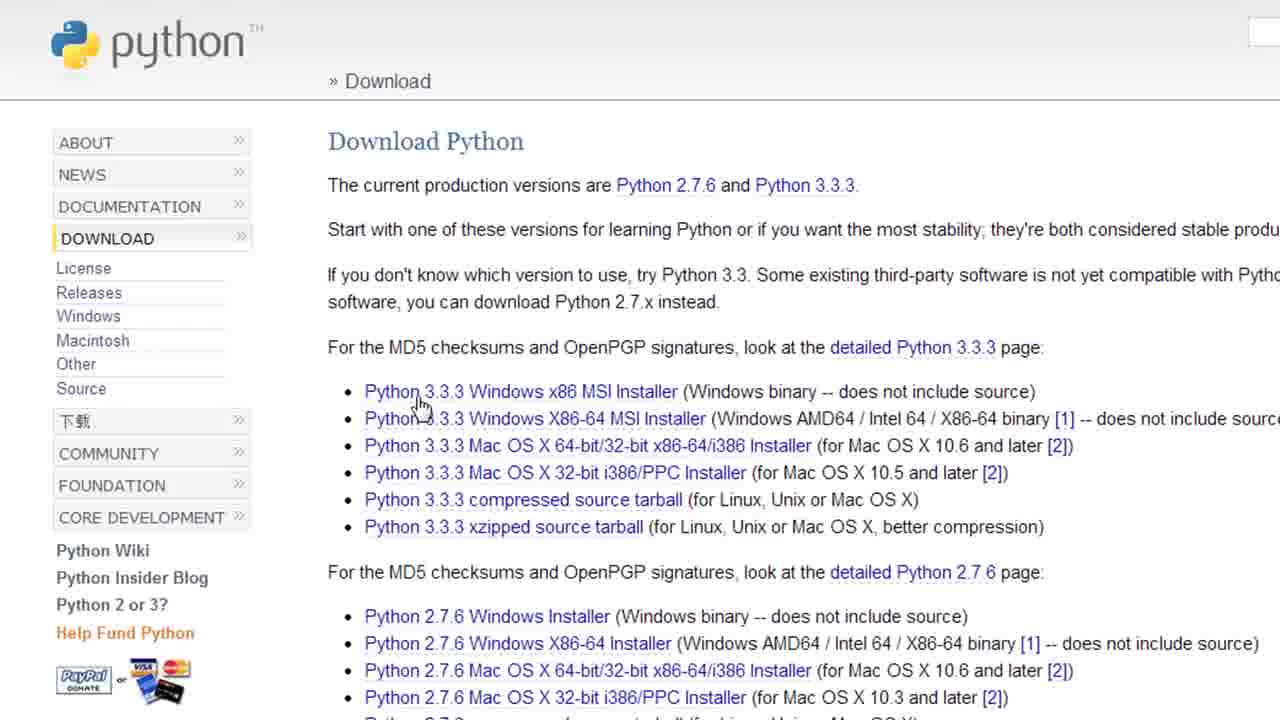 python TM
» Download
ABOUT »
NEWS »
DOCUMENTATION »
DOWNLOAD »
License
Releases
Windows
Macintosh
Other
Source
下载 »
COMMUNITY »
FOUNDATION »
CORE DEVELOPMENT »
Python Wiki
Python Insider Blog
Python 2 or 3?
Help Fund Python
PayPal DONATE or VISA MasterCard
Download Python
The current production versions are Python 2.7.6 and Python 3.3.3.
Start with one of these versions for learning Python or if you want the most stability; they're both considered stable produ
If you don't know which version to use, try Python 3.3. Some existing third-party software is not yet compatible with Pytho
software, you can download Python 2.7.x instead.
For the MD5 checksums and OpenPGP signatures, look at the detailed Python 3.3.3 page:
• Python 3.3.3 Windows x86 MSI Installer (Windows binary -- does not include source)
• Python 3.3.3 Windows X86-64 MSI Installer (Windows AMD64 / Intel 64 / X86-64 binary [1] -- does not include source
• Python 3.3.3 Mac OS X 64-bit/32-bit x86-64/i386 Installer (for Mac OS X 10.6 and later [2])
• Python 3.3.3 Mac OS X 32-bit i386/PPC Installer (for Mac OS X 10.5 and later [2])
• Python 3.3.3 compressed source tarball (for Linux, Unix or Mac OS X)
• Python 3.3.3 xzipped source tarball (for Linux, Unix or Mac OS X, better compression)
For the MD5 checksums and OpenPGP signatures, look at the detailed Python 2.7.6 page:
• Python 2.7.6 Windows Installer (Windows binary -- does not include source)
• Python 2.7.6 Windows X86-64 Installer (Windows AMD64 / Intel 64 / X86-64 binary [1] -- does not include source)
• Python 2.7.6 Mac OS X 64-bit/32-bit x86-64/i386 Installer (for Mac OS X 10.6 and later [2])
• Python 2.7.6 Mac OS X 32-bit i386/PPC Installer (for Mac OS X 10.3 and later [2])